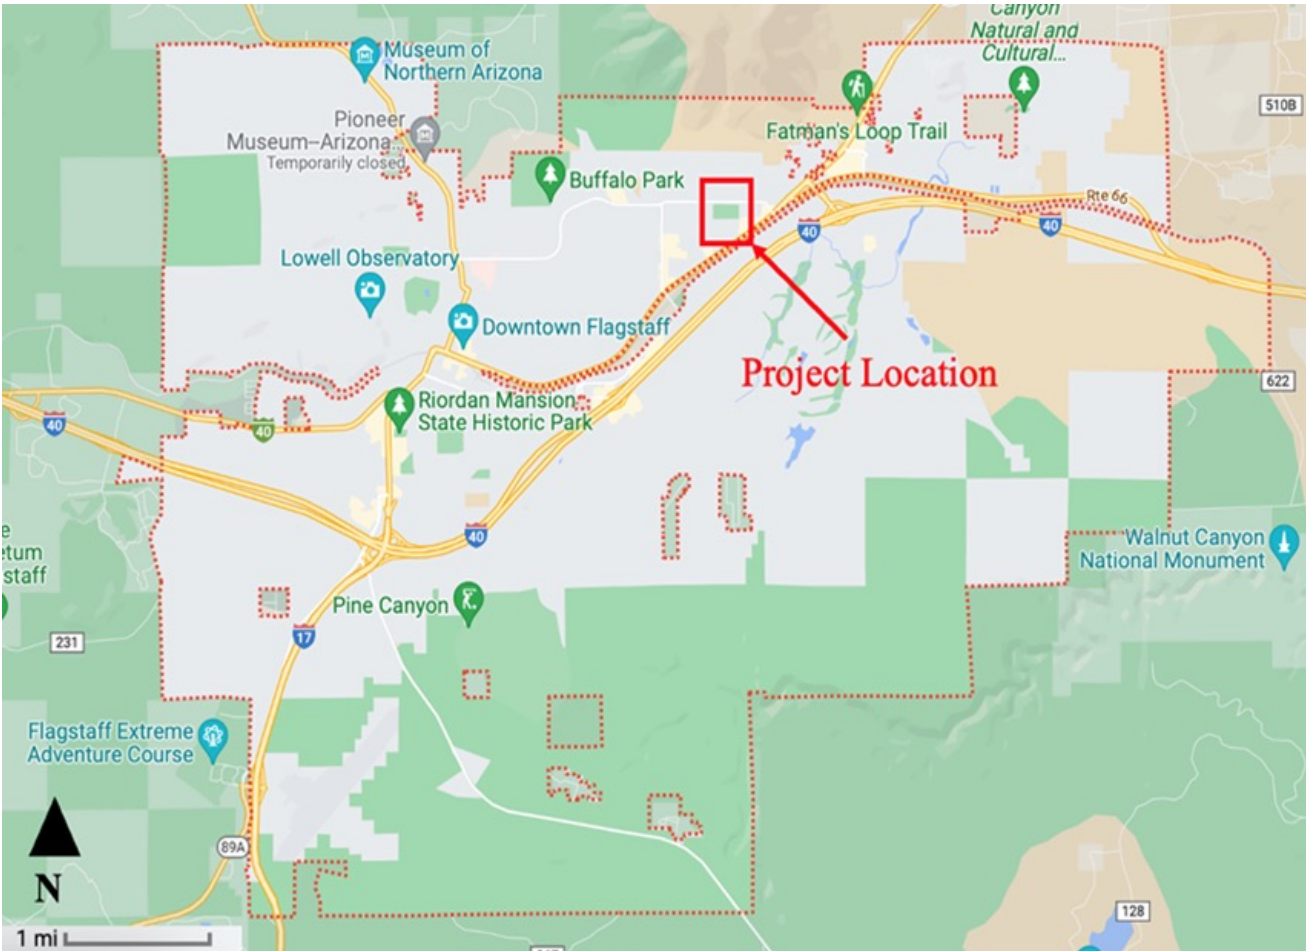 Canyon
Natural and
Cultural...
Museum of
Northern Arizona
510B
Pioneer
Museum–Arizona...
Temporarily closed
Fatman's Loop Trail
Buffalo Park
Rte 66
40
40
Lowell Observatory
Downtown Flagstaff
Project Location
622
Riordan Mansion
State Historic Park
40
40
40
Walnut Canyon
National Monument
e
etum
staff
Pine Canyon
17
231
Flagstaff Extreme
Adventure Course
89A
N
128
1 mi